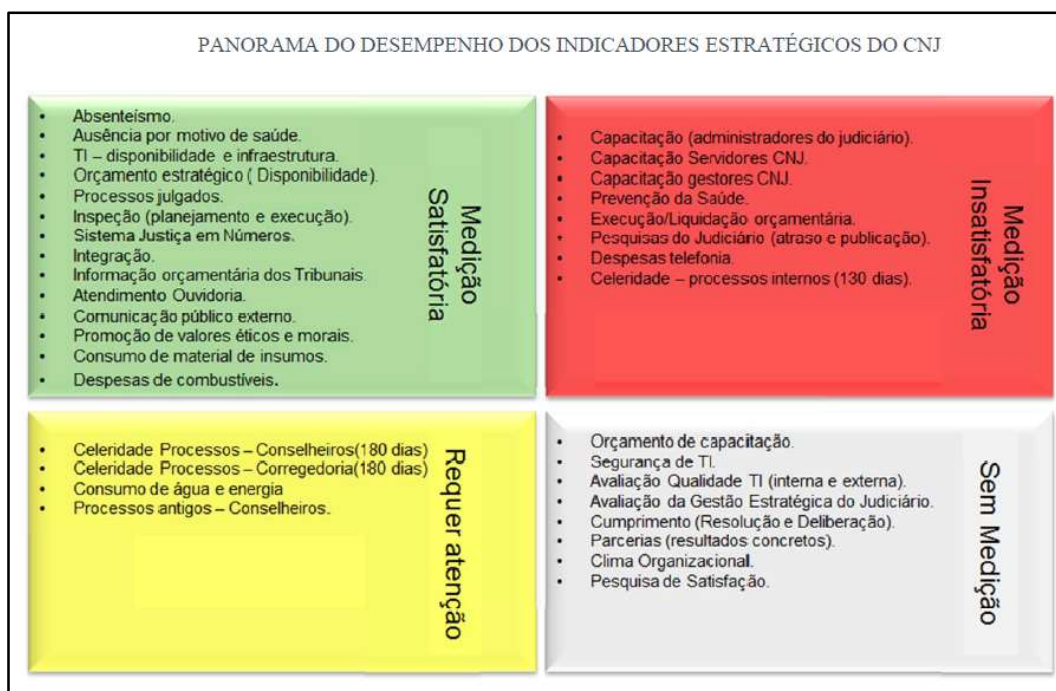 PANORAMA DO DESEMPENHO DOS INDICADORES ESTRATÉGICOS DO CNJ
• Absenteísmo.
• Ausência por motivo de saúde.
• TI – disponibilidade e infraestrutura.
• Orçamento estratégico ( Disponibilidade).
• Processos julgados.
• Inspeção (planejamento e execução).
• Sistema Justiça em Números.
• Integração.
• Informação orçamentária dos Tribunais.
• Atendimento Ouvidoria.
• Comunicação público externo.
• Promoção de valores éticos e morais.
• Consumo de material de insumos.
• Despesas de combustíveis.
Medição
Satisfatória
• Capacitação (administradores do judiciário).
• Capacitação Servidores CNJ.
• Capacitação gestores CNJ.
• Prevenção da Saúde.
• Execução/Liquidação orçamentária.
• Pesquisas do Judiciário (atraso e publicação).
• Despesas telefonia.
• Celeridade – processos internos (130 dias).
Medição
Insatisfatória
• Celeridade Processos – Conselheiros(180 dias)
• Celeridade Processos – Corregedoria(180 dias)
• Consumo de água e energia
• Processos antigos – Conselheiros.
Requer atenção
• Orçamento de capacitação.
• Segurança de TI.
• Avaliação Qualidade TI (interna e externa).
• Avaliação da Gestão Estratégica do Judiciário.
• Cumprimento (Resolução e Deliberação).
• Parcerias (resultados concretos).
• Clima Organizacional.
• Pesquisa de Satisfação.
Sem Medição